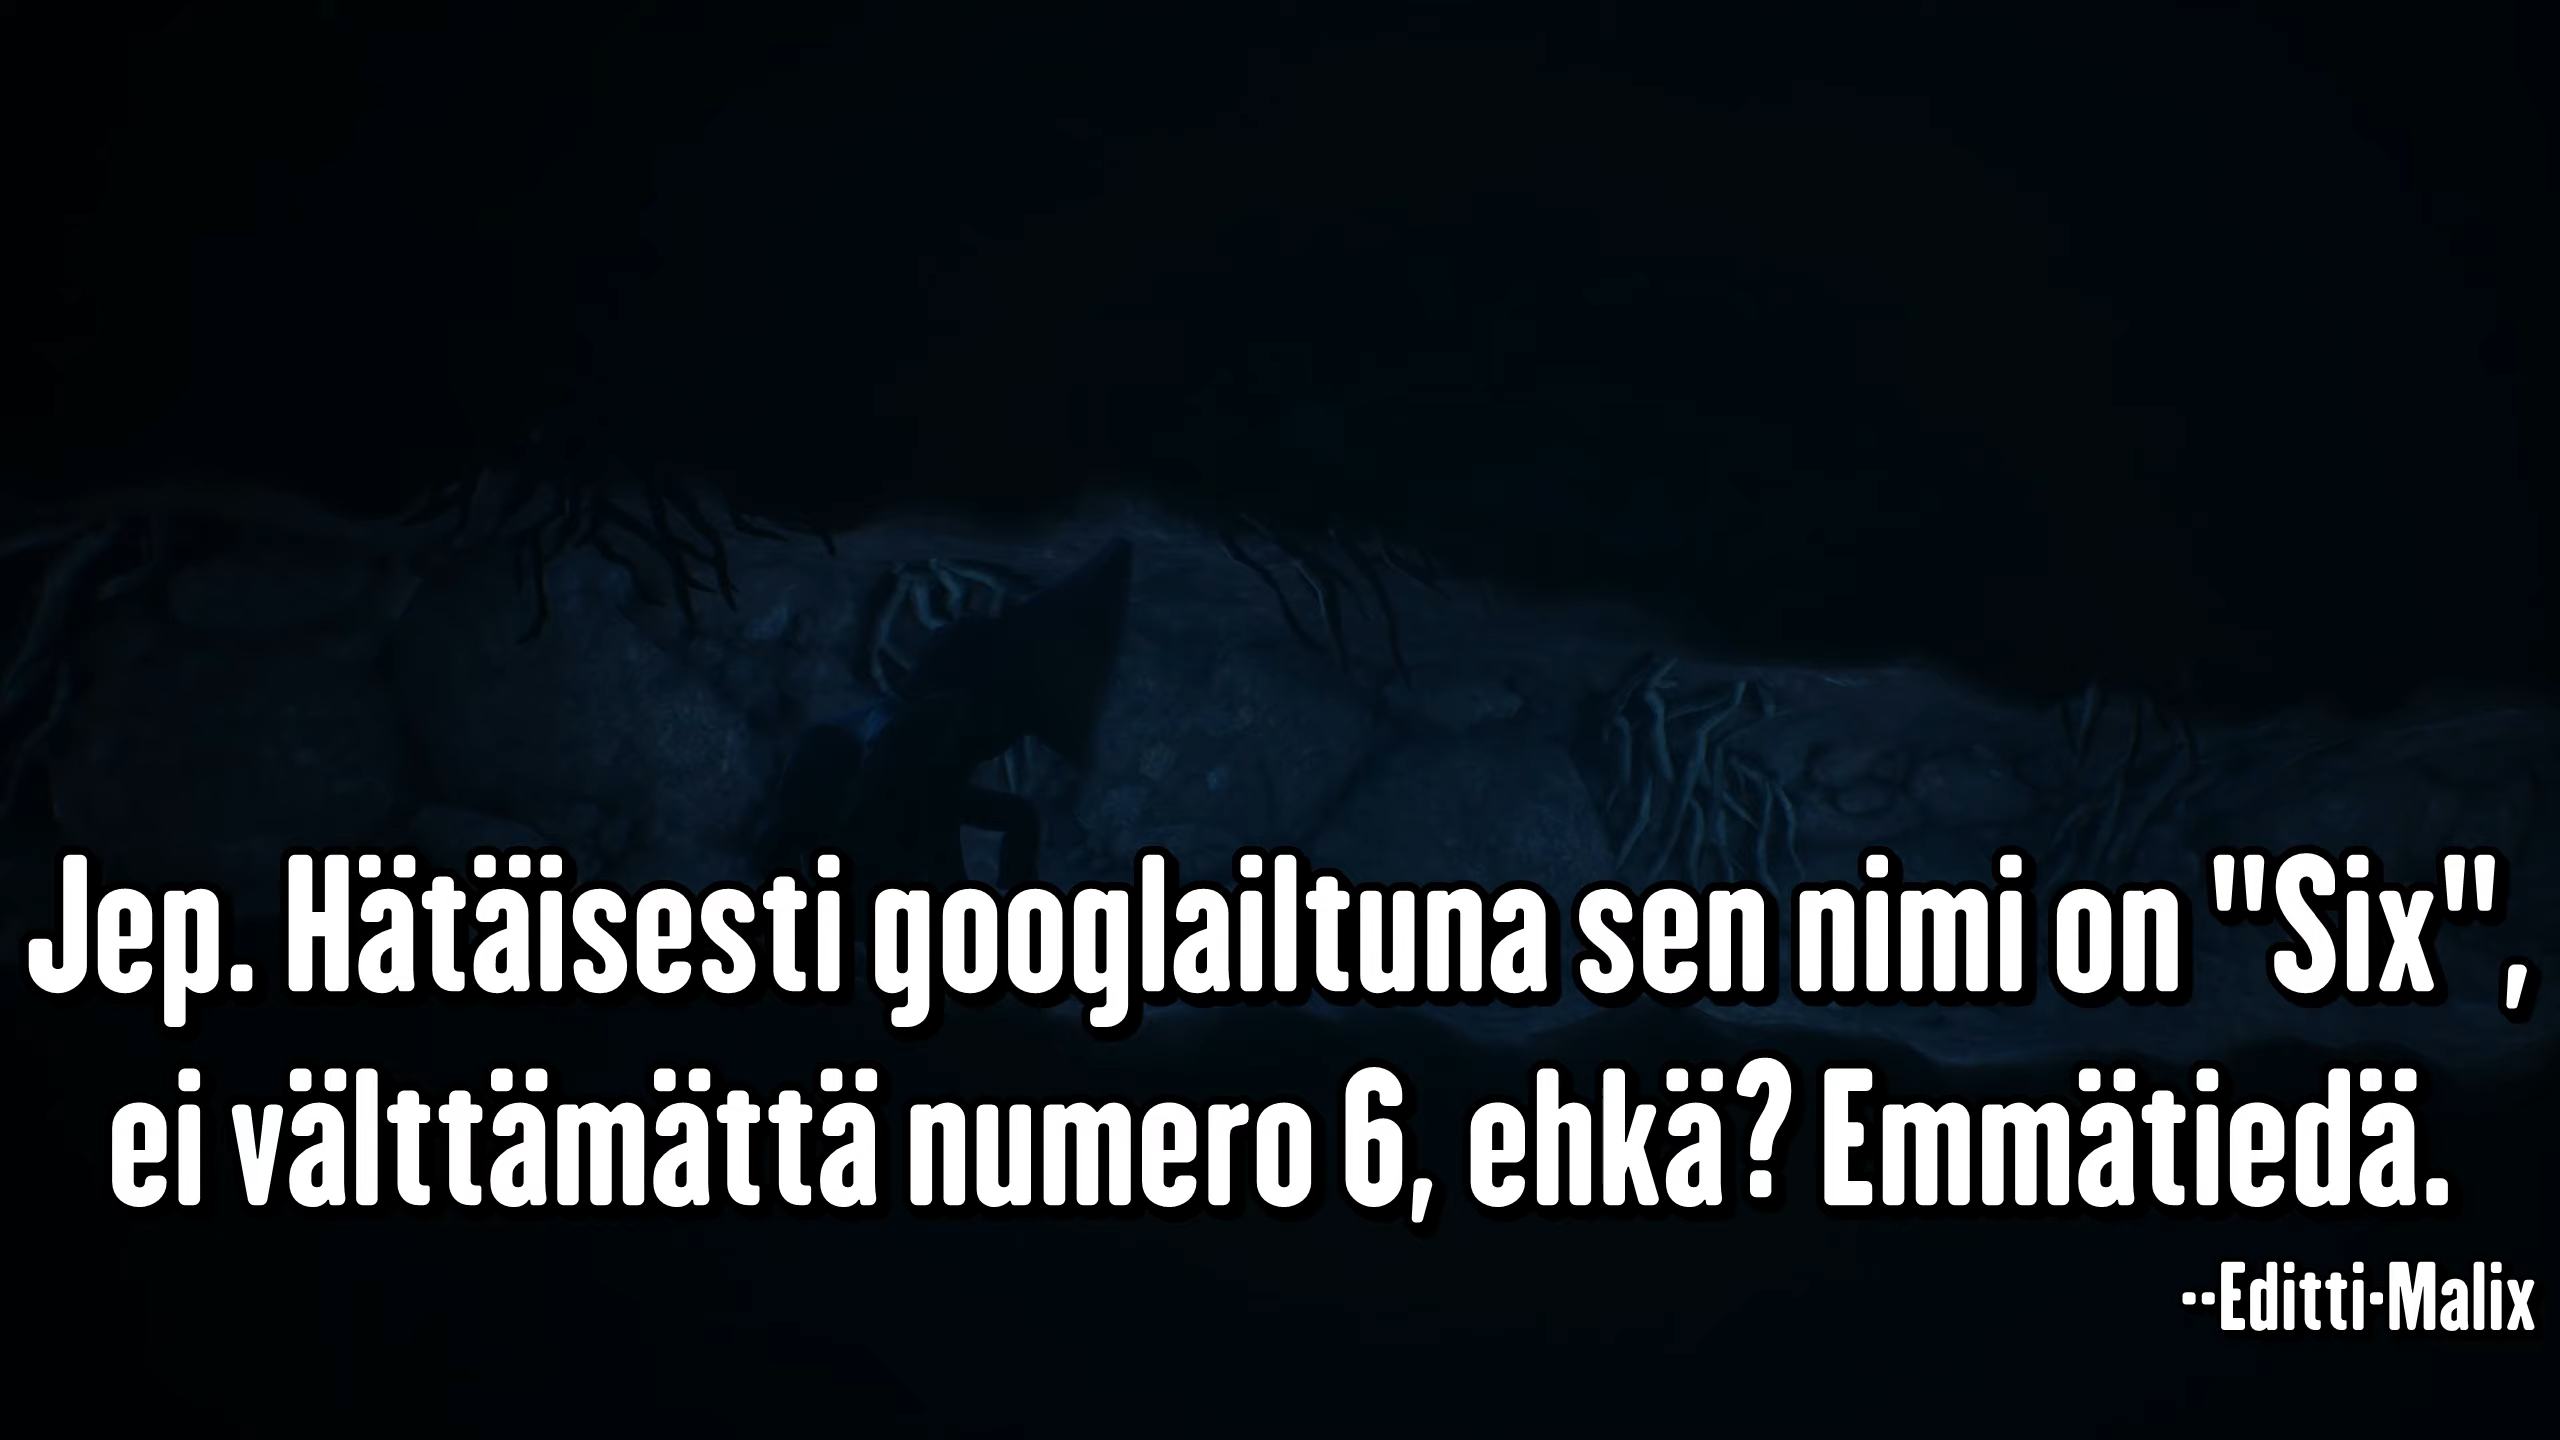 Jep. Hätäisesti googlailtuna sen nimi on "Six",
ei välttämättä numero 6, ehkä? Emmätiedä.
--Editti-Malix